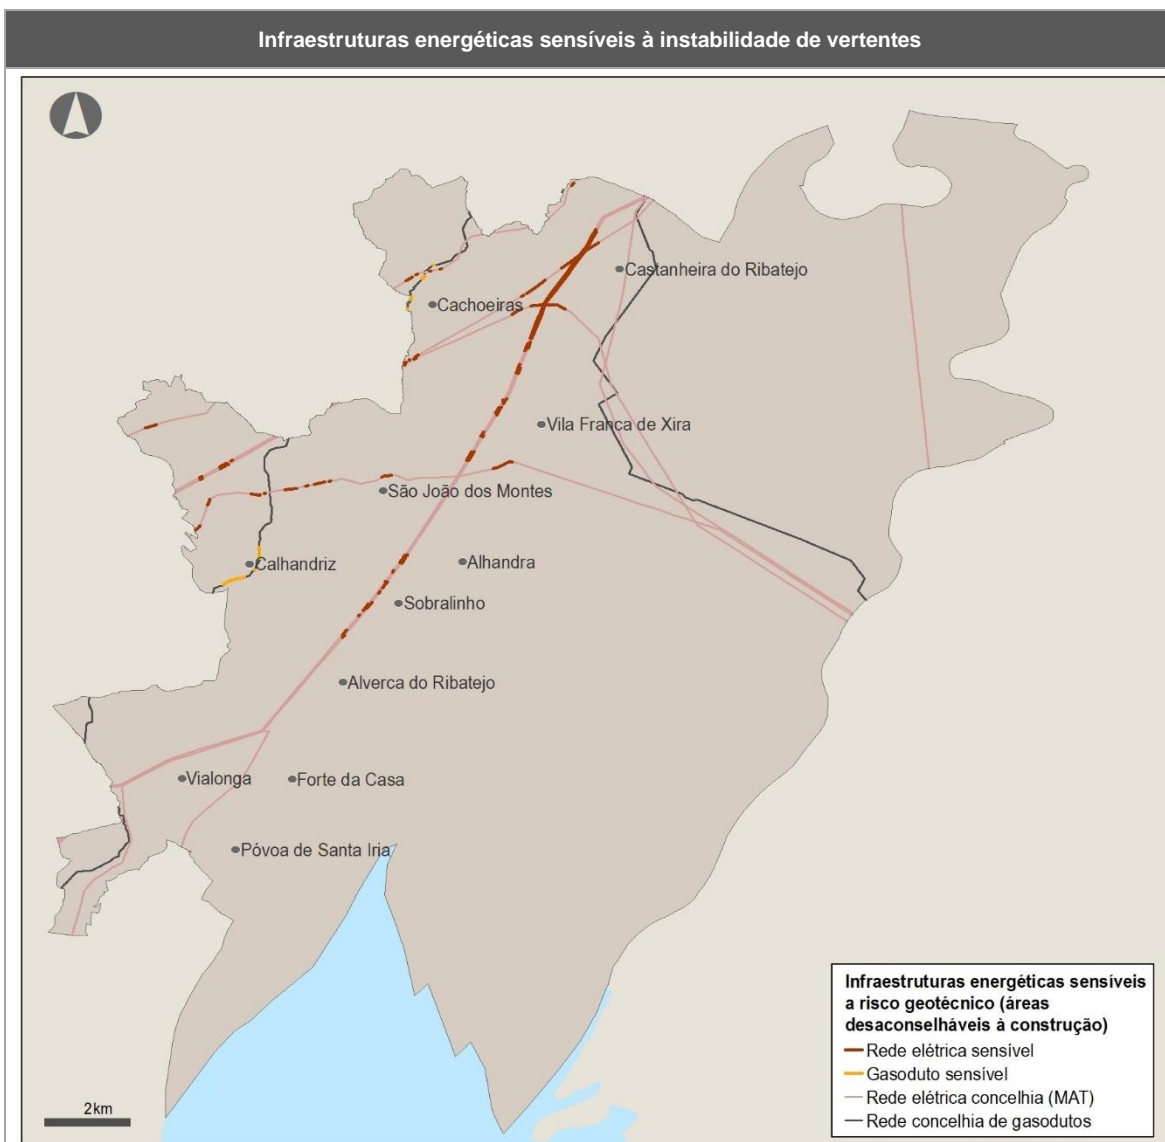 Infraestruturas energéticas sensíveis à instabilidade de vertentes
Castanheira do Ribatejo
Cachoeiras
Vila Franca de Xira
São João dos Montes
Calhandriz
Alhandra
Sobralinho
Alverca do Ribatejo
Vialonga
Forte da Casa
Póvoa de Santa Iria
Infraestruturas energéticas sensíveis
a risco geotécnico (áreas
desaconselháveis à construção)
Rede elétrica sensível
Gasoduto sensível
Rede elétrica concelhia (MAT)
Rede concelhia de gasodutos
2km